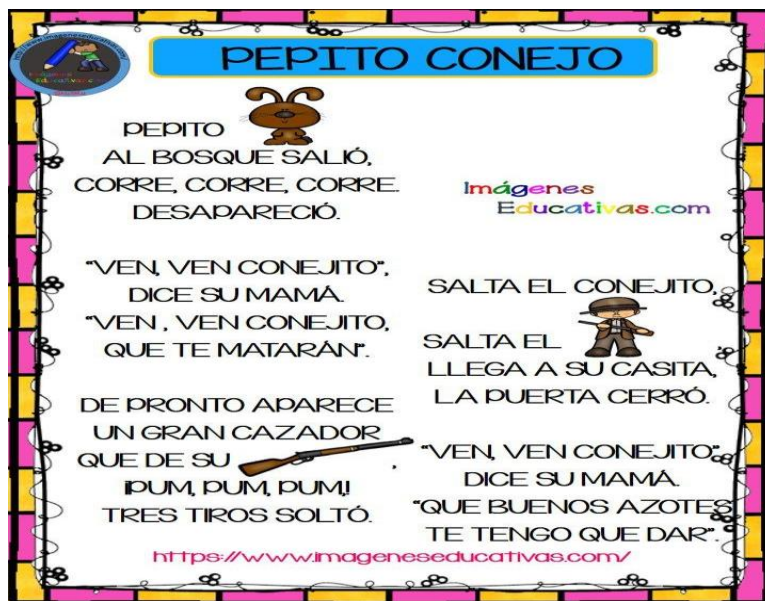 PEPITO CONEJO
PEPITO
AL BOSQUE SALIÓ,
CORRE, CORRE, CORRE.
DESAPARECIÓ.
"VEN, VEN CONEJITO",
DICE SU MAMÁ.
"VEN , VEN CONEJITO,
QUE TE MATARÁN".
DE PRONTO APARECE
UN GRAN CAZADOR
QUE DE SU ,
¡PUM, PUM, PUM,!
TRES TIROS SOLTÓ.
Imágenes
Educativas.com
SALTA EL CONEJITO,
SALTA EL ,
LLEGA A SU CASITA,
LA PUERTA CERRÓ.
"VEN, VEN CONEJITO",
DICE SU MAMÁ.
"QUE BUENOS AZOTES
TE TENGO QUE DAR".
https://www.imageneseducativas.com/